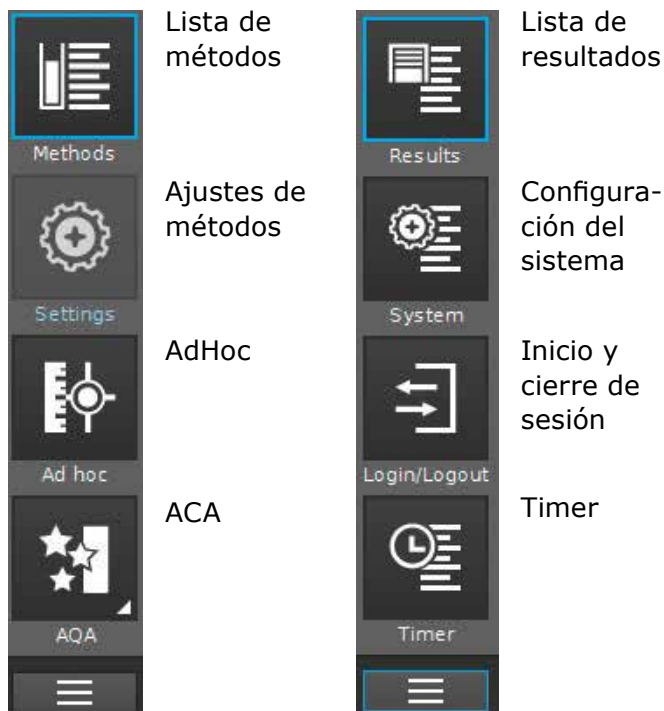 Lista de
métodos
Methods
Ajustes de
métodos
Settings
AdHoc
Ad hoc
ACA
AQA
Lista de
resultados
Results
Configura-
ción del
sistema
System
Inicio y
cierre de
sesión
Login/Logout
Timer
Timer